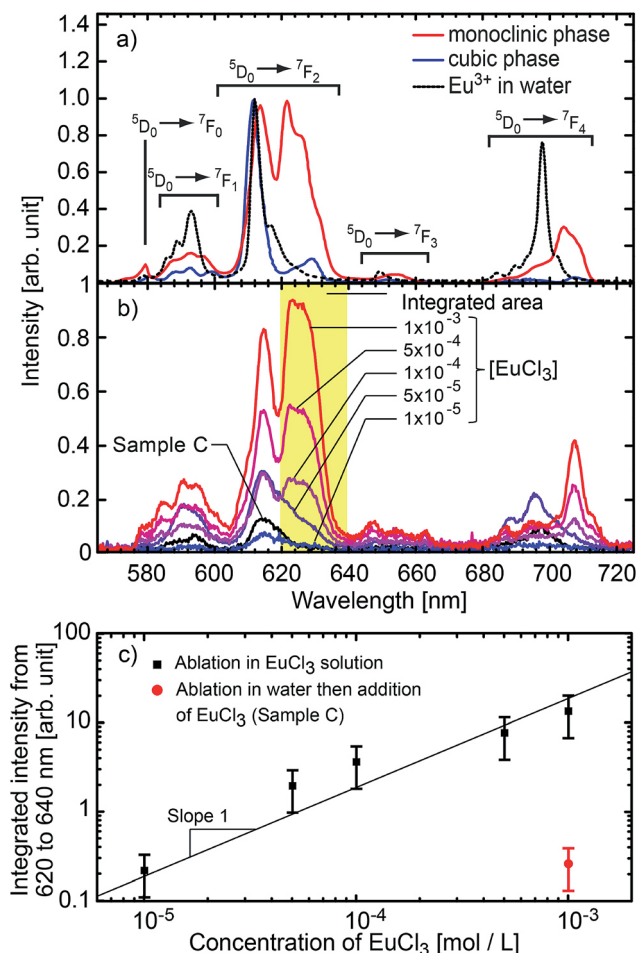 a)
monoclinic phase
cubic phase
Eu³⁺ in water
⁵D₀ → ⁷F₂
⁵D₀ → ⁷F₀
⁵D₀ → ⁷F₁
⁵D₀ → ⁷F₄
⁵D₀ → ⁷F₃
1.4
1.2
1.0
0.8
0.6
0.4
0.2
1
Intensity [arb. unit]
b)
Integrated area
1x10⁻³
5x10⁻⁴
1x10⁻⁴
5x10⁻⁵
1x10⁻⁵
[EuCl₃]
Sample C
0.8
0.6
0.4
0.2
0
580 600 620 640 660 680 700 720
Wavelength [nm]
c)
Ablation in EuCl₃ solution
Ablation in water then addition
of EuCl₃ (Sample C)
Slope 1
100
10
1
0.1
Integrated intensity from
620 to 640 nm [arb. unit]
10⁻⁵ 10⁻⁴ 10⁻³
Concentration of EuCl₃ [mol / L]